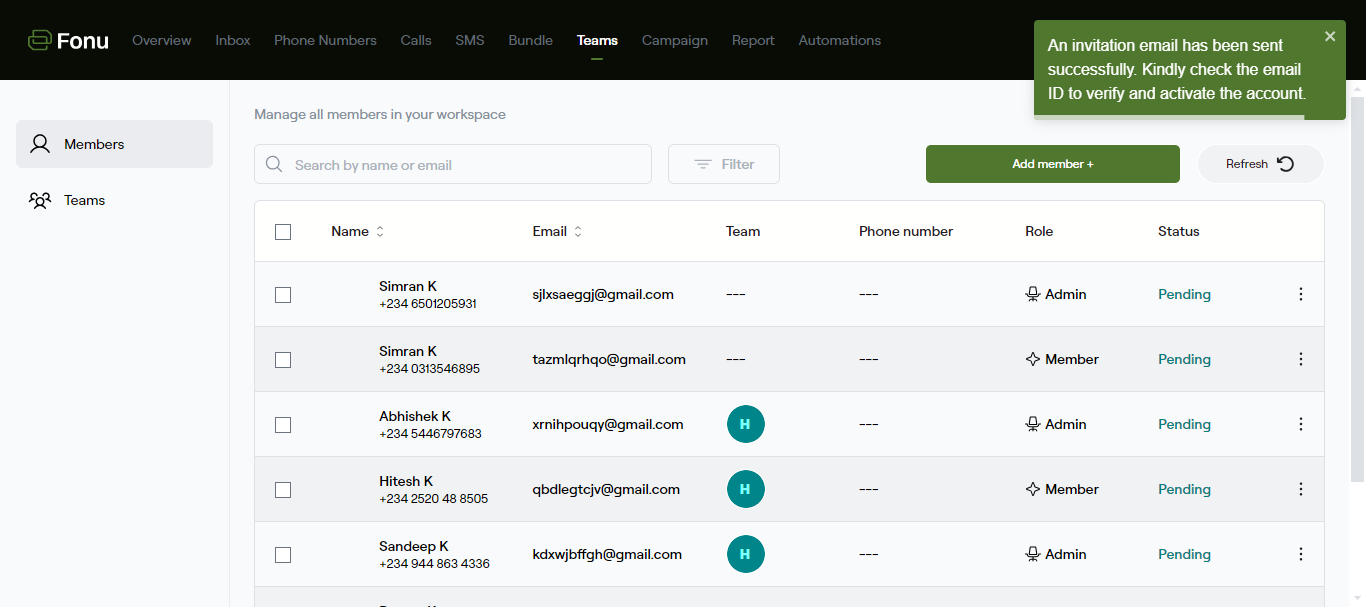 Fonu
Overview Inbox Phone Numbers Calls SMS Bundle Teams Campaign Report Automations
An invitation email has been sent
successfully. Kindly check the email
ID to verify and activate the account.
Members
Teams
Manage all members in your workspace
Search by name or email
Filter
Add member +
Refresh
Name Email Team Phone number Role Status
Simran K
+234 6501205931
sjlxsaeggj@gmail.com --- --- Admin Pending
Simran K
+234 0313546895
tazmlqrhqo@gmail.com --- --- Member Pending
Abhishek K
+234 5446797683
xrnihpouqy@gmail.com H --- Admin Pending
Hitesh K
+234 2520 48 8505
qbdlegtcjv@gmail.com H --- Member Pending
Sandeep K
+234 944 863 4336
kdxwjbffgh@gmail.com H --- Admin Pending